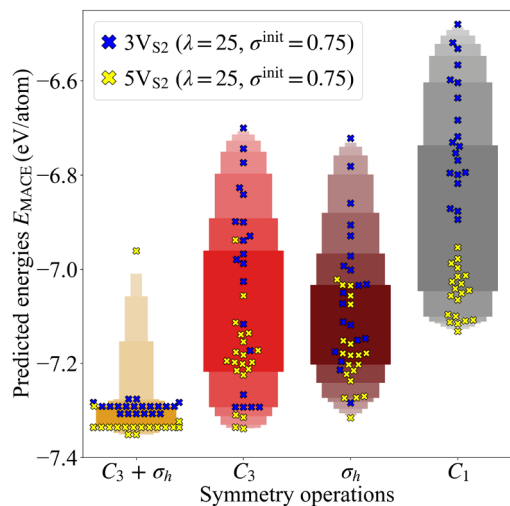 3V_S2 (λ = 25, σ^init = 0.75)
5V_S2 (λ = 25, σ^init = 0.75)
Predicted energies E_MACE (eV/atom)
−6.6
−6.8
−7.0
−7.2
−7.4
C_3 + σ_h
C_3
σ_h
C_1
Symmetry operations